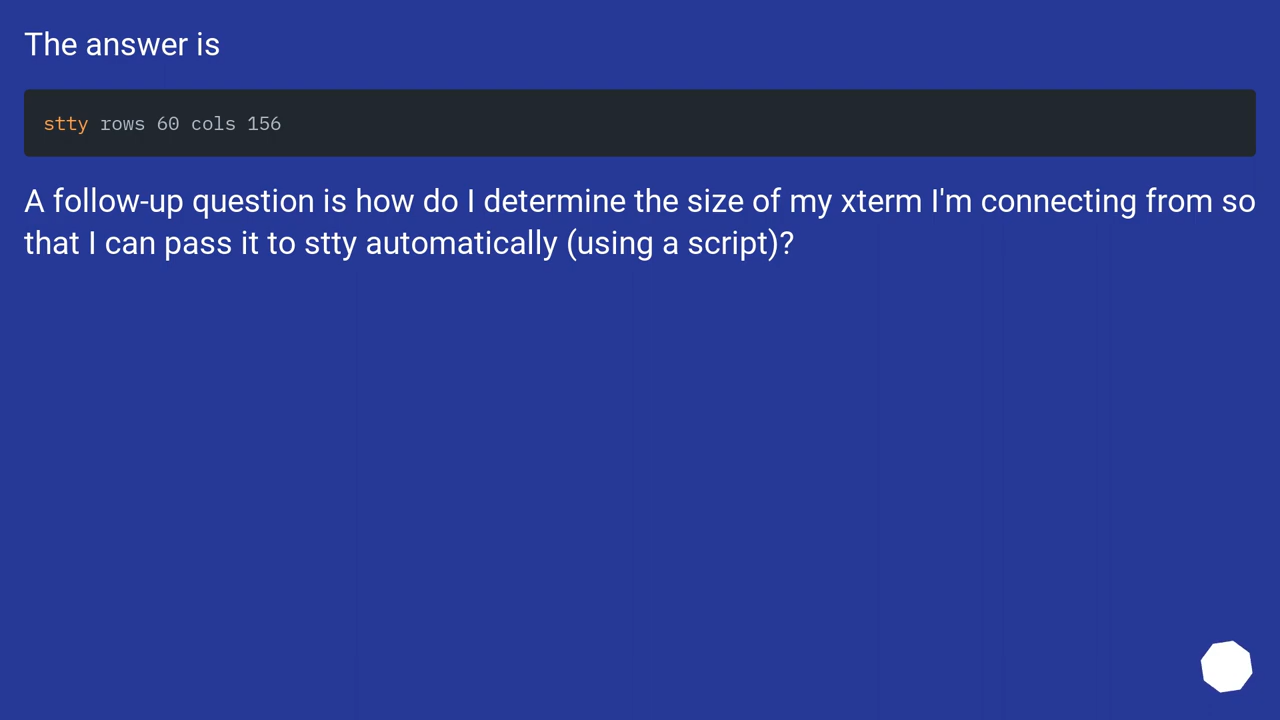 The answer is
stty rows 60 cols 156
A follow-up question is how do I determine the size of my xterm I'm connecting from so
that I can pass it to stty automatically (using a script)?